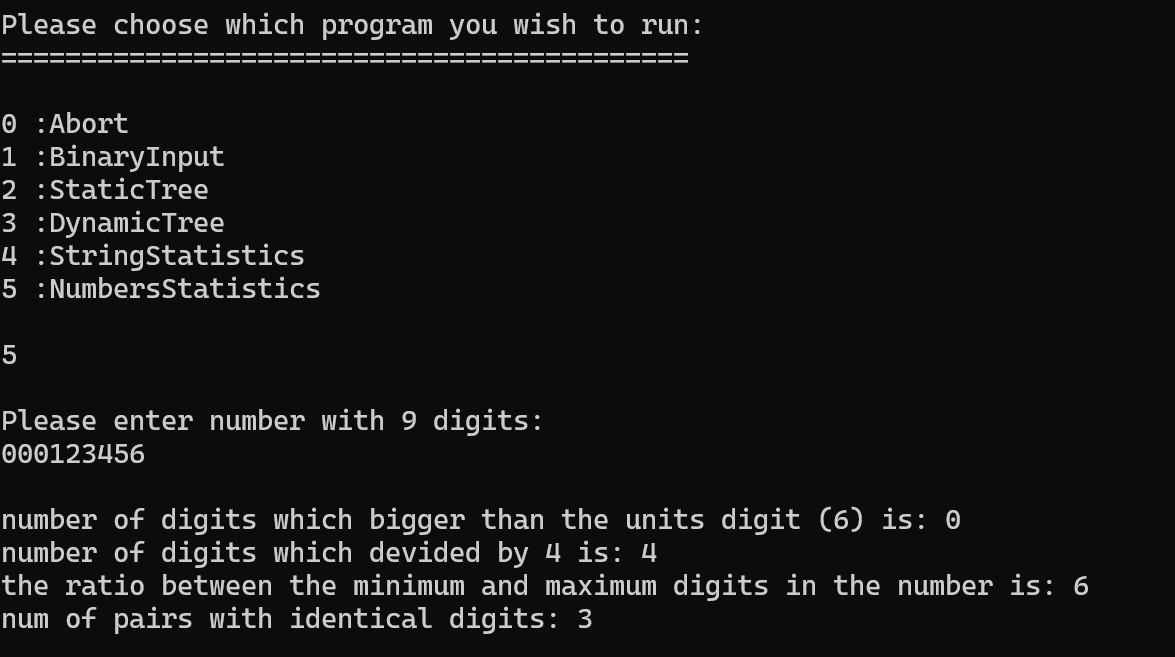 Please choose which program you wish to run:
===========================================

0 :Abort
1 :BinaryInput
2 :StaticTree
3 :DynamicTree
4 :StringStatistics
5 :NumbersStatistics

5

Please enter number with 9 digits:
000123456

number of digits which bigger than the units digit (6) is: 0
number of digits which devided by 4 is: 4
the ratio between the minimum and maximum digits in the number is: 6
num of pairs with identical digits: 3